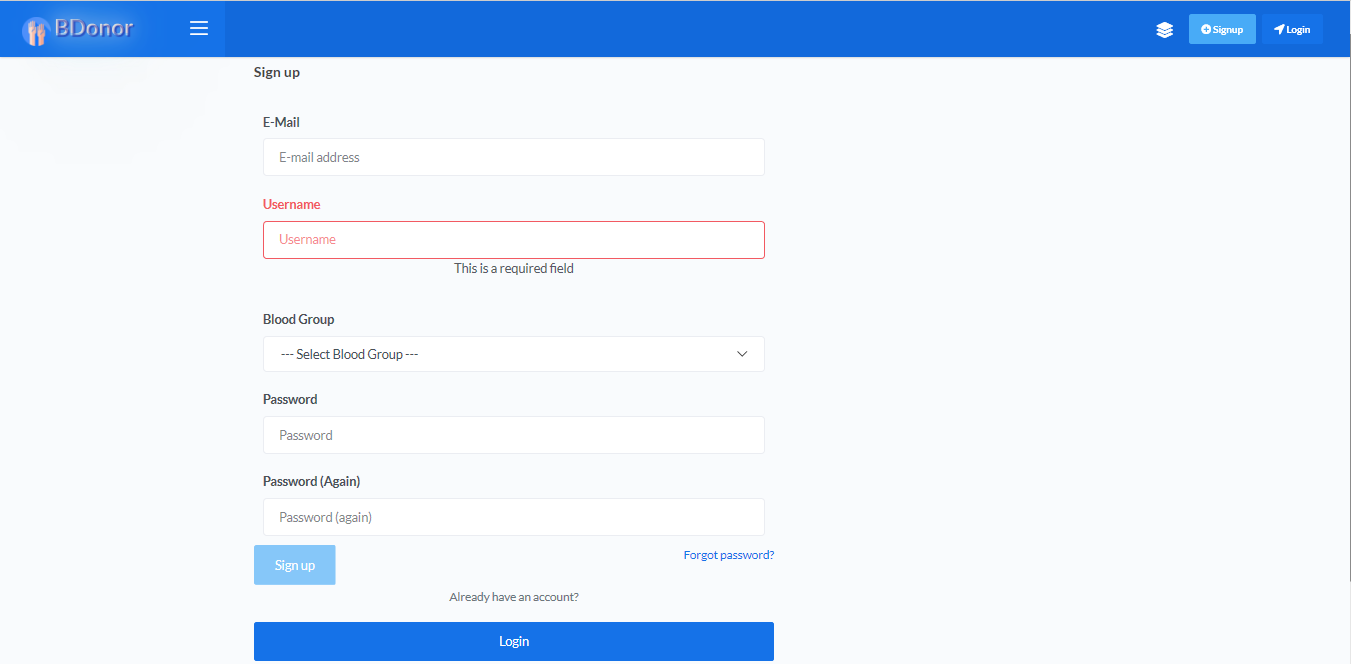 BDonor
Signup
Login
Sign up
E-Mail
E-mail address
Username
Username
This is a required field
Blood Group
--- Select Blood Group ---
Password
Password
Password (Again)
Password (again)
Forgot password?
Sign up
Already have an account?
Login